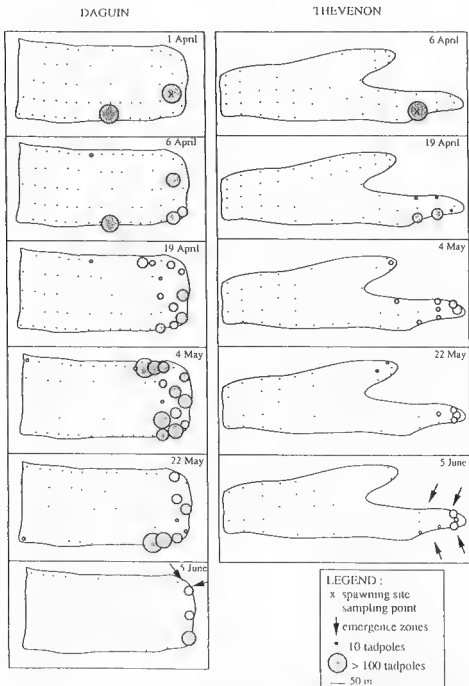 DAGUIN
THEVENON
1 April
6 April
6 April
19 April
19 April
4 May
4 May
22 May
22 May
5 June
5 June
LEGEND :
x spawning site
sampling point
emergence zones
10 tadpoles
> 100 tadpoles
50 m